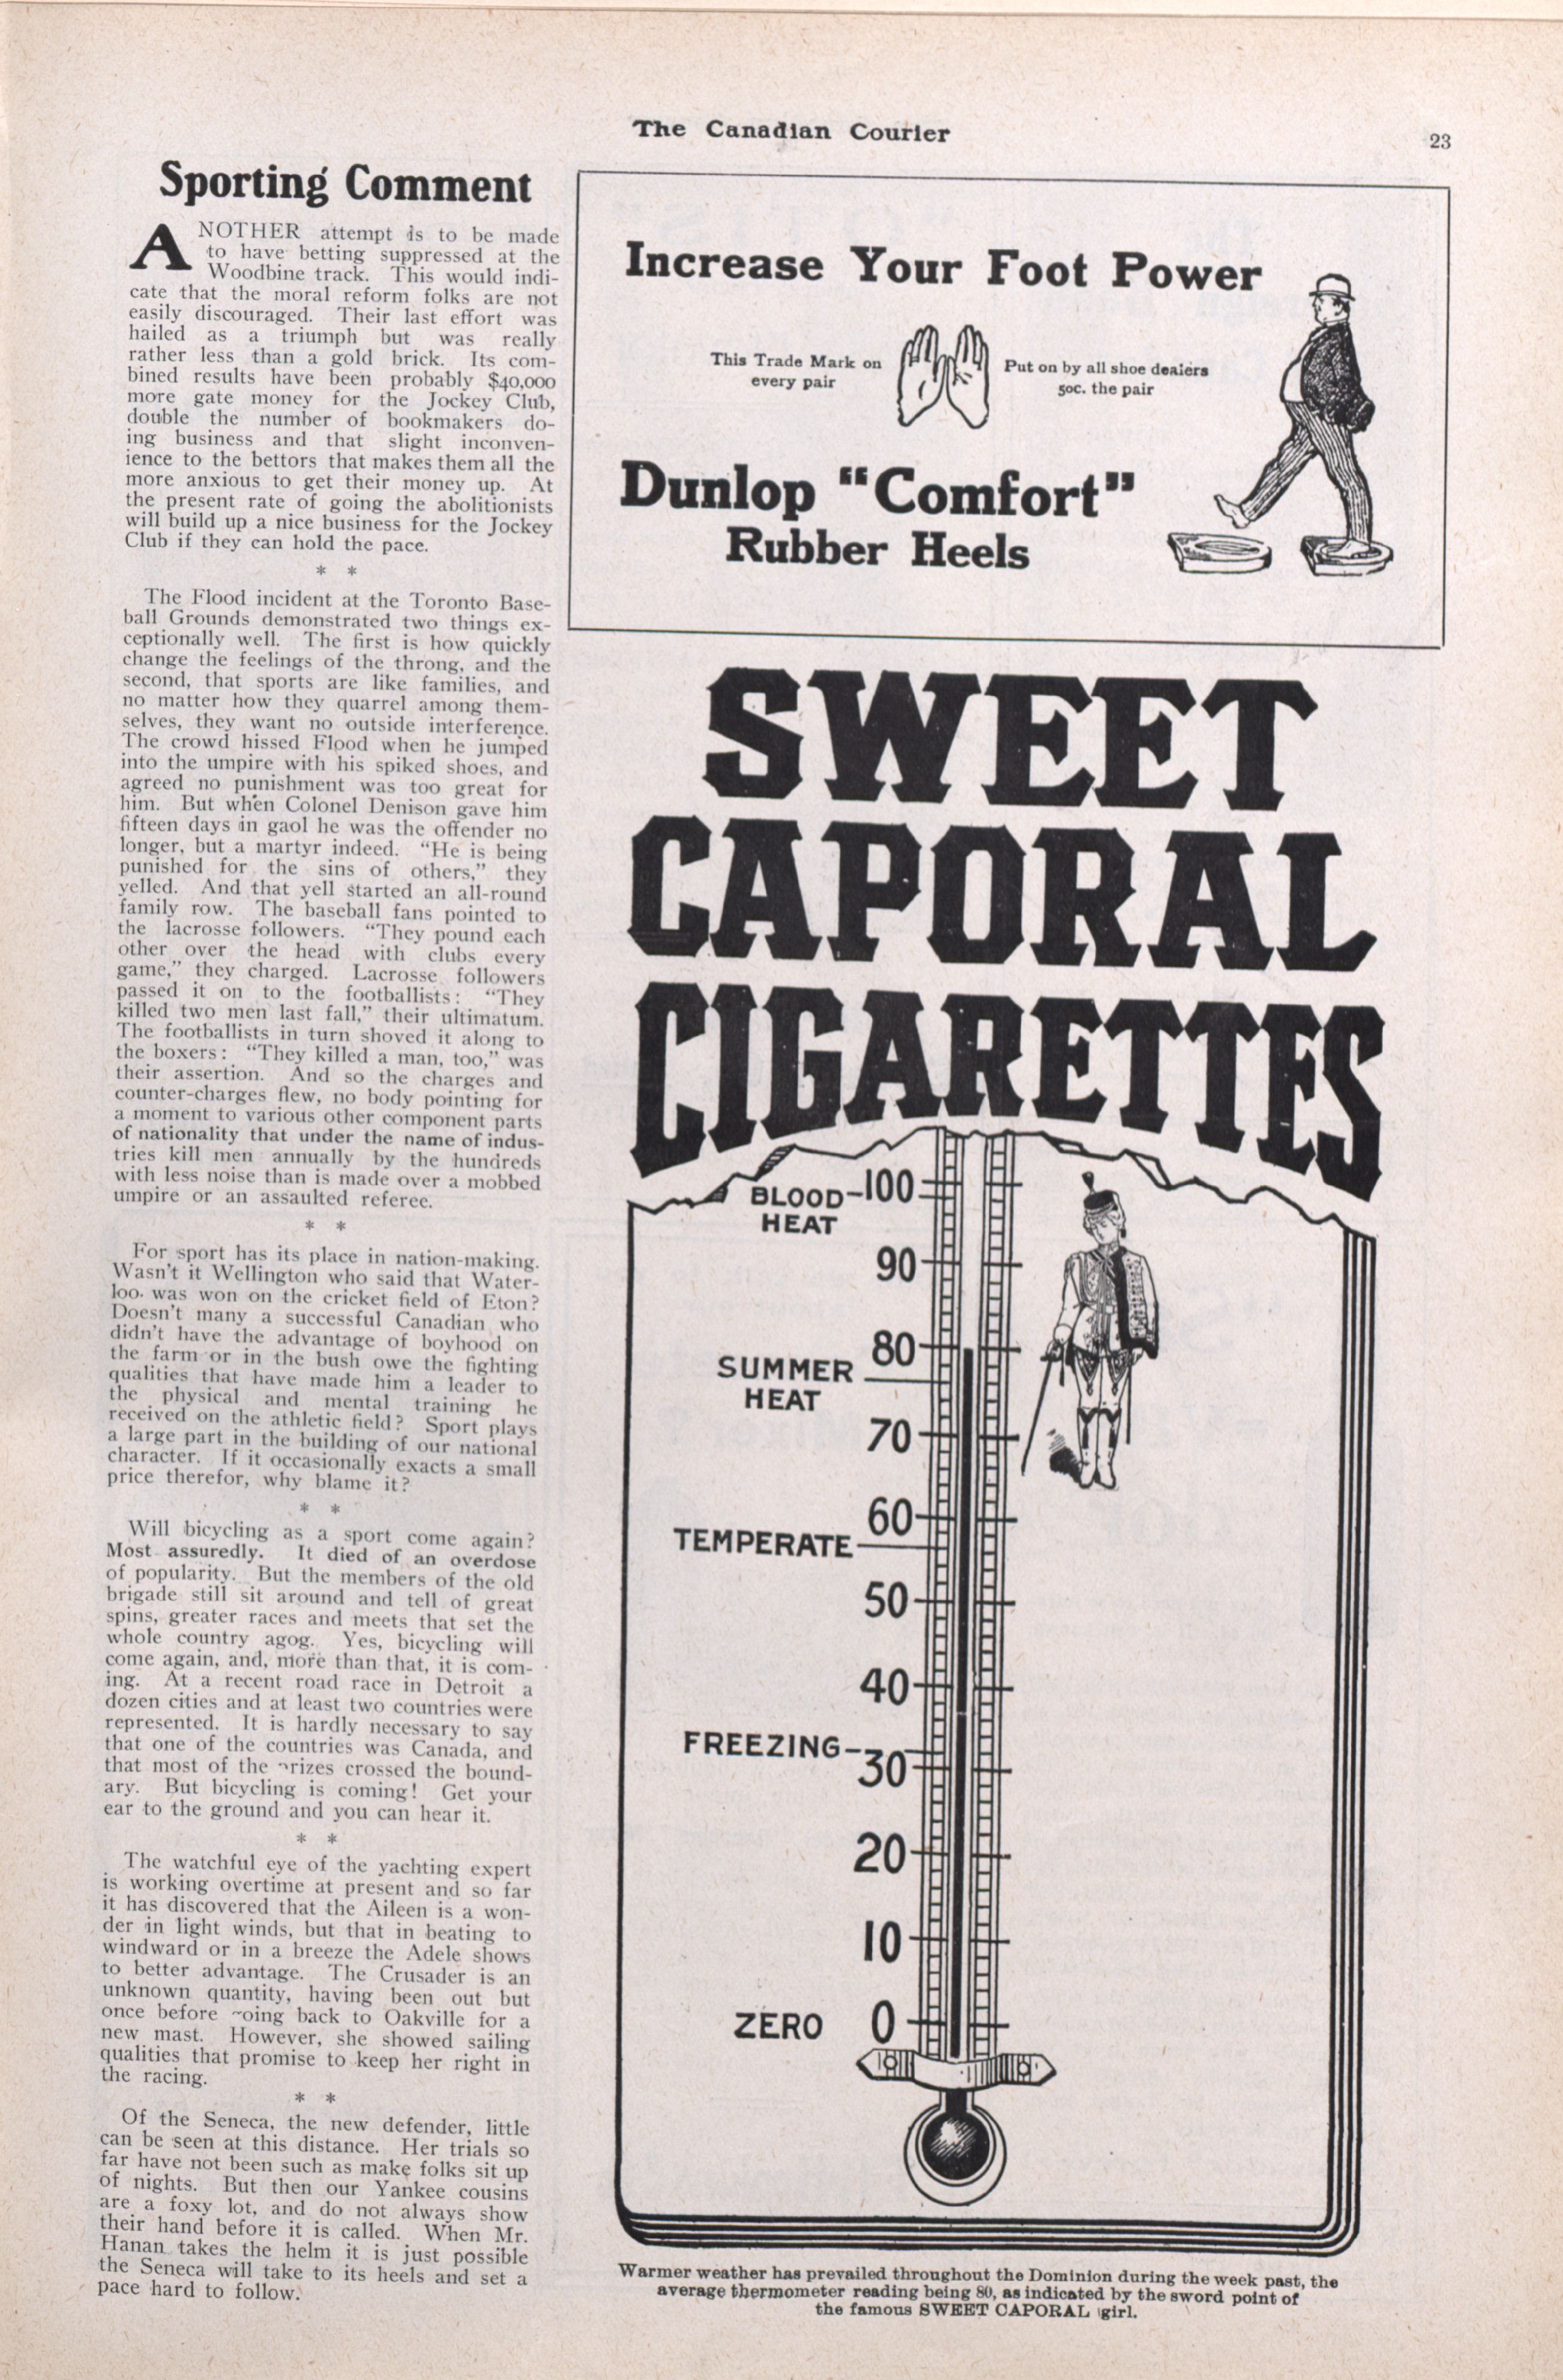 The Canadian Courier
23
Sporting Comment
ANOTHER attempt is to be made
to have betting suppressed at the
Woodbine track. This would indi-
cate that the moral reform folks are not
easily discouraged. Their last effort was
hailed as a triumph but was really
rather less than a gold brick. Its com-
bined results have been probably $40,000
more gate money for the Jockey Club,
double the number of bookmakers do-
ing business and that slight inconven-
ience to the bettors that makes them all the
more anxious to get their money up. At
the present rate of going the abolitionists
will build up a nice business for the Jockey
Club if they can hold the pace.
* *
The Flood incident at the Toronto Base-
ball Grounds demonstrated two things ex-
ceptionally well. The first is how quickly
change the feelings of the throng, and the
second, that sports are like families, and
no matter how they quarrel among them-
selves, they want no outside interference.
The crowd hissed Flood when he jumped
into the umpire with his spiked shoes, and
agreed no punishment was too great for
him. But when Colonel Denison gave him
fifteen days in gaol he was the offender no
longer, but a martyr indeed. "He is being
punished for the sins of others," they
yelled. And that yell started an all-round
family row. The baseball fans pointed to
the lacrosse followers. "They pound each
other over the head with clubs every
game," they charged. Lacrosse followers
passed it on to the footballists: "They
killed two men last fall," their ultimatum.
The footballists in turn shoved it along to
the boxers: "They killed a man, too," was
their assertion. And so the charges and
counter-charges flew, no body pointing for
a moment to various other component parts
of nationality that under the name of indus-
tries kill men annually by the hundreds
with less noise than is made over a mobbed
umpire or an assaulted referee.
* *
For sport has its place in nation-making.
Wasn't it Wellington who said that Water-
loo. was won on the cricket field of Eton?
Doesn't many a successful Canadian who
didn't have the advantage of boyhood on
the farm or in the bush owe the fighting
qualities that have made him a leader to
the physical and mental training he
received on the athletic field? Sport plays
a large part in the building of our national
character. If it occasionally exacts a small
price therefor, why blame it?
* *
Will bicycling as a sport come again?
Most assuredly. It died of an overdose
of popularity. But the members of the old
brigade still sit around and tell of great
spins, greater races and meets that set the
whole country agog. Yes, bicycling will
come again, and, more than that, it is com-
ing. At a recent road race in Detroit a
dozen cities and at least two countries were
represented. It is hardly necessary to say
that one of the countries was Canada, and
that most of the rizes crossed the bound-
ary. But bicycling is coming! Get your
ear to the ground and you can hear it.
* *
The watchful eye of the yachting expert
is working overtime at present and so far
it has discovered that the Aileen is a won-
der in light winds, but that in beating to
windward or in a breeze the Adele shows
to better advantage. The Crusader is an
unknown quantity, having been out but
once before oing back to Oakville for a
new mast. However, she showed sailing
qualities that promise to keep her right in
the racing.
* *
Of the Seneca, the new defender, little
can be seen at this distance. Her trials so
far have not been such as make folks sit up
of nights. But then our Yankee cousins
are a foxy lot, and do not always show
their hand before it is called. When Mr.
Hanan takes the helm it is just possible
the Seneca will take to its heels and set a
pace hard to follow.
Increase Your Foot Power
This Trade Mark on
every pair
Put on by all shoe dealers
50c. the pair
Dunlop "Comfort"
Rubber Heels
SWEET
CAPORAL
CIGARETTES
BLOOD 100
HEAT
90
80
SUMMER
HEAT
70
60
TEMPERATE
50
40
FREEZING
30
20
10
ZERO 0
Warmer weather has prevailed throughout the Dominion during the week past, the
average thermometer reading being 80, as indicated by the sword point of
the famous SWEET CAPORAL girl.